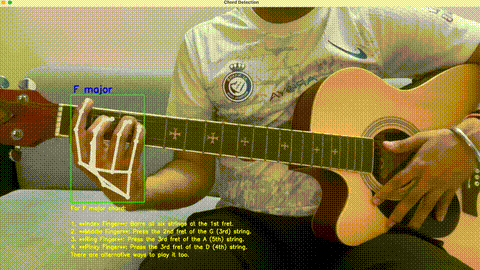 Chord Detection
F major
For F major chord:
1. **Index Finger**: Barre all six strings at the 1st fret.
2. **Middle Finger**: Press the 2nd fret of the G (3rd) string.
3. **Ring Finger**: Press the 3rd fret of the A (5th) string.
4. **Pinky Finger**: Press the 3rd fret of the D (4th) string.
There are alternative ways to play it too.